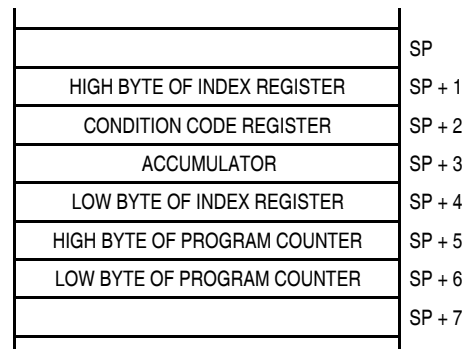 SP
HIGH BYTE OF INDEX REGISTER SP + 1
CONDITION CODE REGISTER SP + 2
ACCUMULATOR SP + 3
LOW BYTE OF INDEX REGISTER SP + 4
HIGH BYTE OF PROGRAM COUNTER SP + 5
LOW BYTE OF PROGRAM COUNTER SP + 6
SP + 7